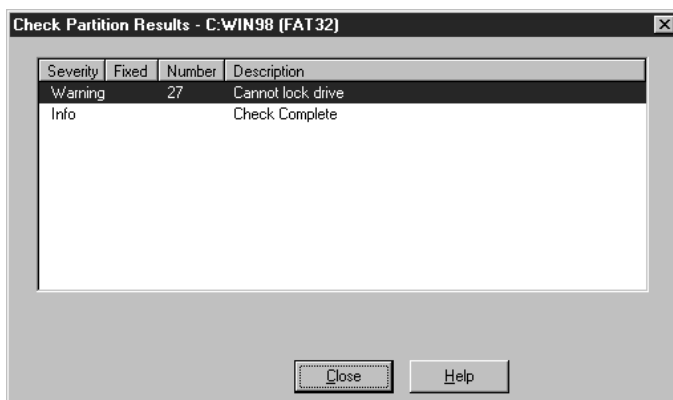 Check Partition Results - C:WIN98 (FAT32)
Severity Fixed Number Description
Warning 27 Cannot lock drive
Info Check Complete
Close Help